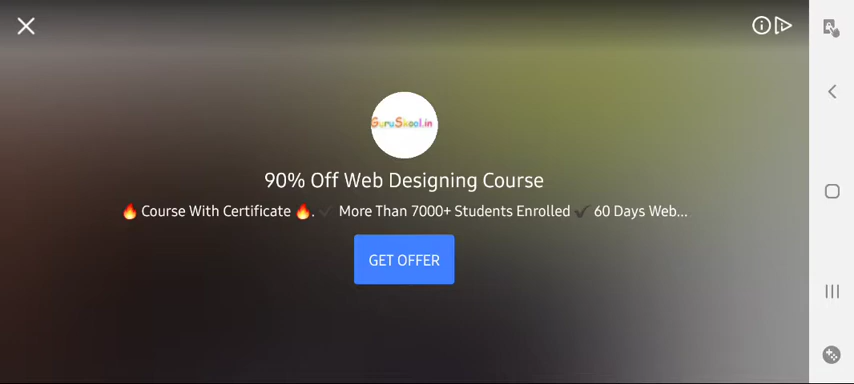 GuruSkool.in
90% Off Web Designing Course
🔥 Course With Certificate 🔥. ✔ More Than 7000+ Students Enrolled ✔ 60 Days Web...
GET OFFER